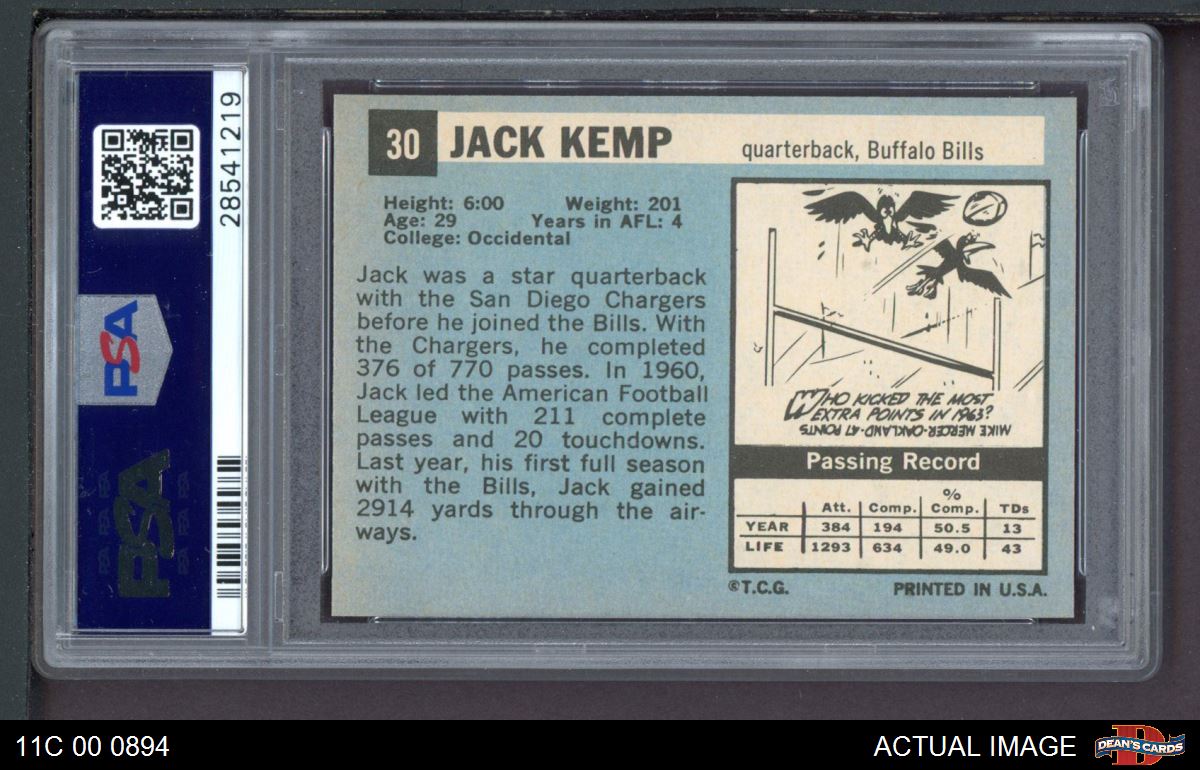 28541219
PSA
PSA
30 JACK KEMP quarterback, Buffalo Bills
Height: 6:00 Weight: 201
Age: 29 Years in AFL: 4
College: Occidental
Jack was a star quarterback
with the San Diego Chargers
before he joined the Bills. With
the Chargers, he completed
376 of 770 passes. In 1960,
Jack led the American Football
League with 211 complete
passes and 20 touchdowns.
Last year, his first full season
with the Bills, Jack gained
2914 yards through the air-
ways.
WHO KICKED THE MOST
EXTRA POINTS IN 1963?
MIKE MERCER-OAKLAND-47 POINTS
Passing Record
Att. Comp. % Comp. TDs
YEAR 384 194 50.5 13
LIFE 1293 634 49.0 43
©T.C.G. PRINTED IN U.S.A.
11C 00 0894
ACTUAL IMAGE
DEAN'S CARDS